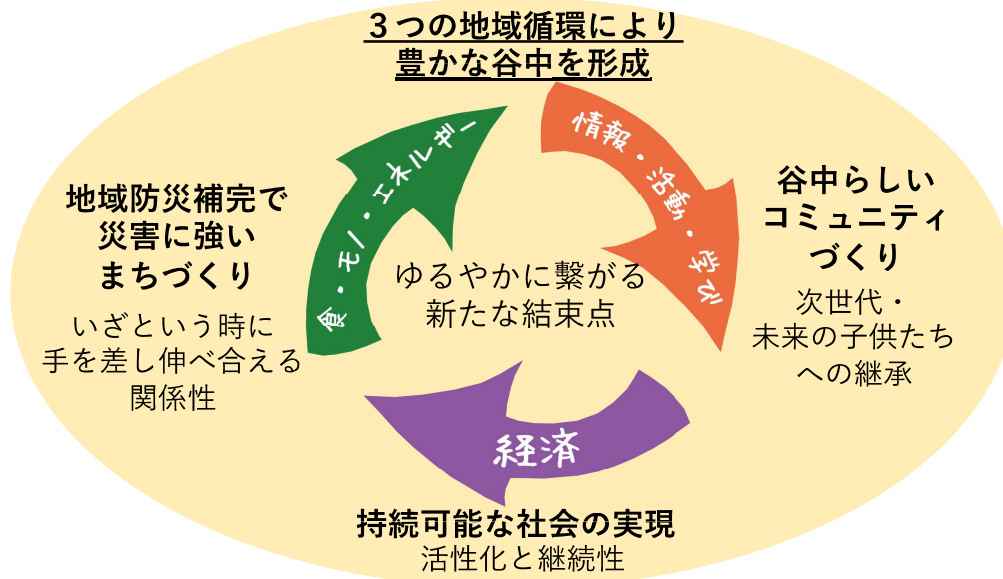 ３つの地域循環により
豊かな谷中を形成
食・モノ・エネルギー
情報・活動・学び
経済
ゆるやかに繋がる
新たな結束点
地域防災補完で
災害に強い
まちづくり
いざという時に
手を差し伸べ合える
関係性
谷中らしい
コミュニティ
づくり
次世代・
未来の子供たち
への継承
持続可能な社会の実現
活性化と継続性